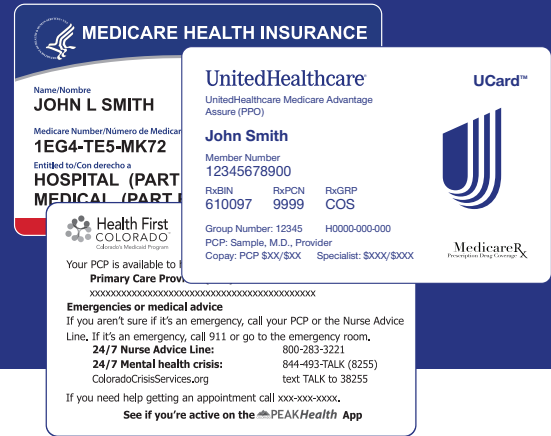 MEDICARE HEALTH INSURANCE
Name/Nombre
JOHN L SMITH
Medicare Number/Número de Medicar
1EG4-TE5-MK72
Entitled to/Con derecho a
HOSPITAL (PART
MEDICAL (PART
UnitedHealthcare®
UCard™
UnitedHealthcare Medicare Advantage
Assure (PPO)
John Smith
Member Number
12345678900
RxBIN RxPCN RxGRP
610097 9999 COS
Group Number: 12345 H0000-000-000
PCP: Sample, M.D., Provider
Copay: PCP $XX/$XX Specialist: $XXX/$XXX
MedicareRx
Prescription Drug Coverage
Health First
COLORADO
Colorado's Medicaid Program
Your PCP is available to
Primary Care Prov
xxxxxxxxxxxxxxxxxxxxxxxxxxxxxxxxxxxxxxxxxx
Emergencies or medical advice
If you aren't sure if it's an emergency, call your PCP or the Nurse Advice
Line. If it's an emergency, call 911 or go to the emergency room.
24/7 Nurse Advice Line: 800-283-3221
24/7 Mental health crisis: 844-493-TALK (8255)
ColoradoCrisisServices.org text TALK to 38255
If you need help getting an appointment call xxx-xxx-xxxx.
See if you're active on the PEAKHealth App